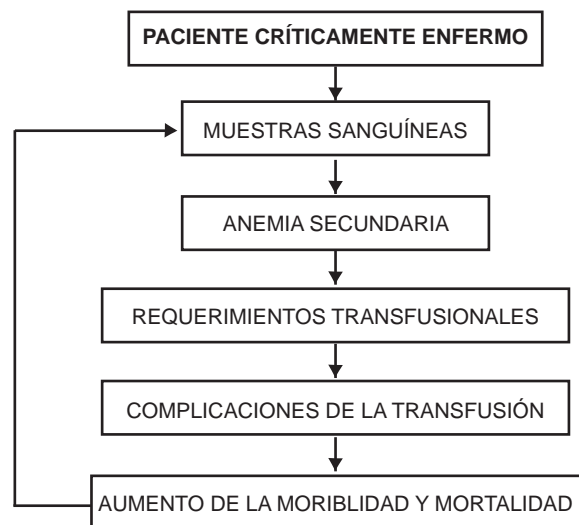 PACIENTE CRÍTICAMENTE ENFERMO
MUESTRAS SANGUÍNEAS
ANEMIA SECUNDARIA
REQUERIMIENTOS TRANSFUSIONALES
COMPLICACIONES DE LA TRANSFUSIÓN
AUMENTO DE LA MORIBLIDAD Y MORTALIDAD